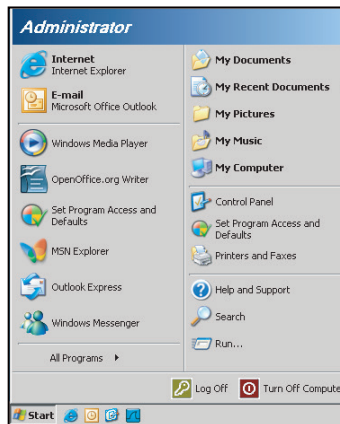 Administrator
Internet
Internet Explorer
E-mail
Microsoft Office Outlook
Windows Media Player
OpenOffice.org Writer
Set Program Access and
Defaults
MSN Explorer
Outlook Express
Windows Messenger
All Programs
My Documents
My Recent Documents
My Pictures
My Music
My Computer
Control Panel
Set Program Access and
Defaults
Printers and Faxes
Help and Support
Search
Run...
Log Off Turn Off Compute
Start